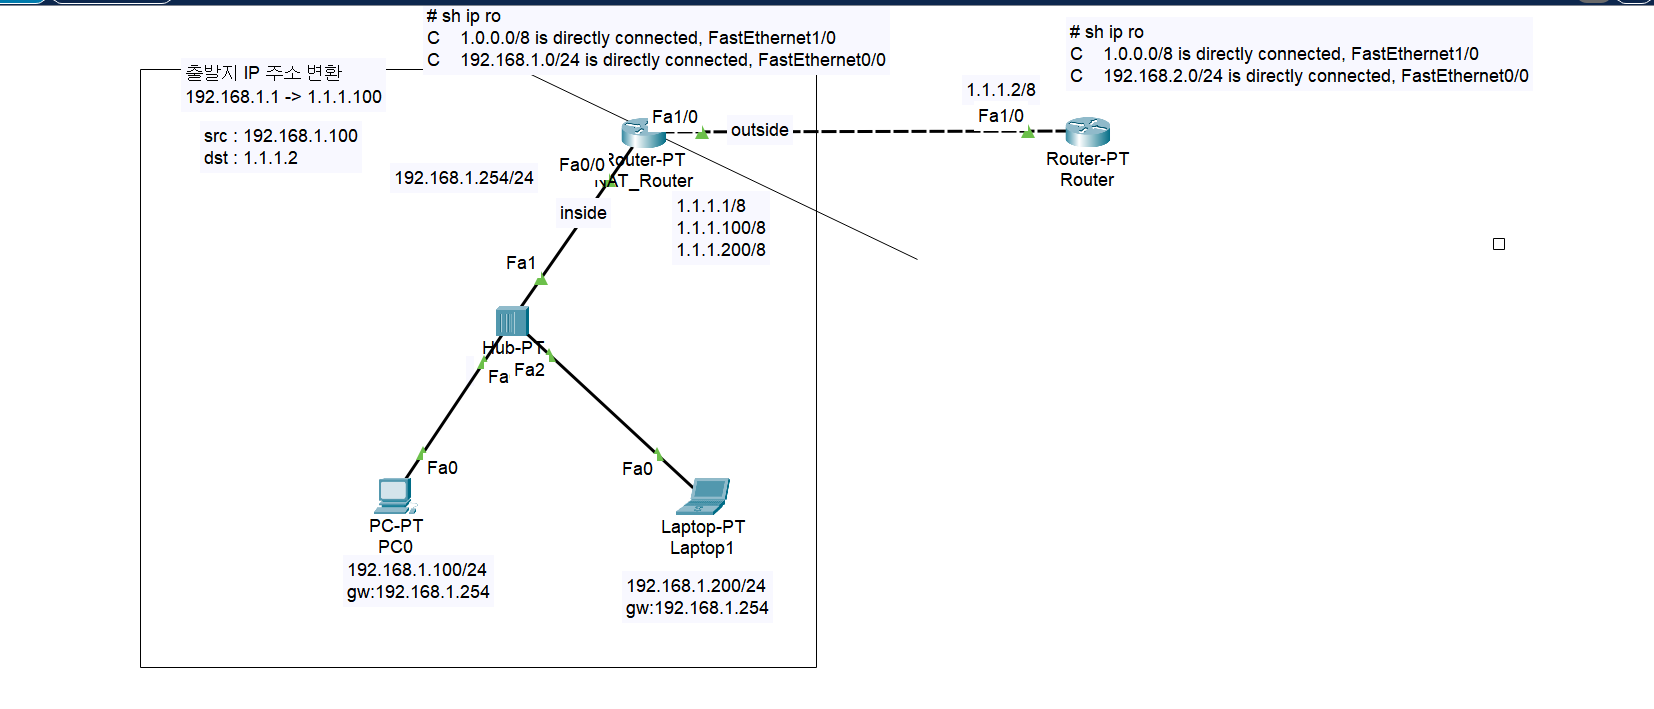 # sh ip ro
C 1.0.0.0/8 is directly connected, FastEthernet1/0
C 192.168.1.0/24 is directly connected, FastEthernet0/0
# sh ip ro
C 1.0.0.0/8 is directly connected, FastEthernet1/0
C 192.168.2.0/24 is directly connected, FastEthernet0/0
출발지 IP 주소 변환
192.168.1.1 -> 1.1.1.100
src : 192.168.1.100
dst : 1.1.1.2
1.1.1.2/8
Fa1/0
outside
Fa1/0
Fa0/0
Router-PT
NAT_Router
Router-PT
Router
192.168.1.254/24
inside
1.1.1.1/8
1.1.1.100/8
1.1.1.200/8
Fa1
Hub-PT
Fa
Fa2
Fa0
Fa0
PC-PT
PC0
192.168.1.100/24
gw:192.168.1.254
Laptop-PT
Laptop1
192.168.1.200/24
gw:192.168.1.254